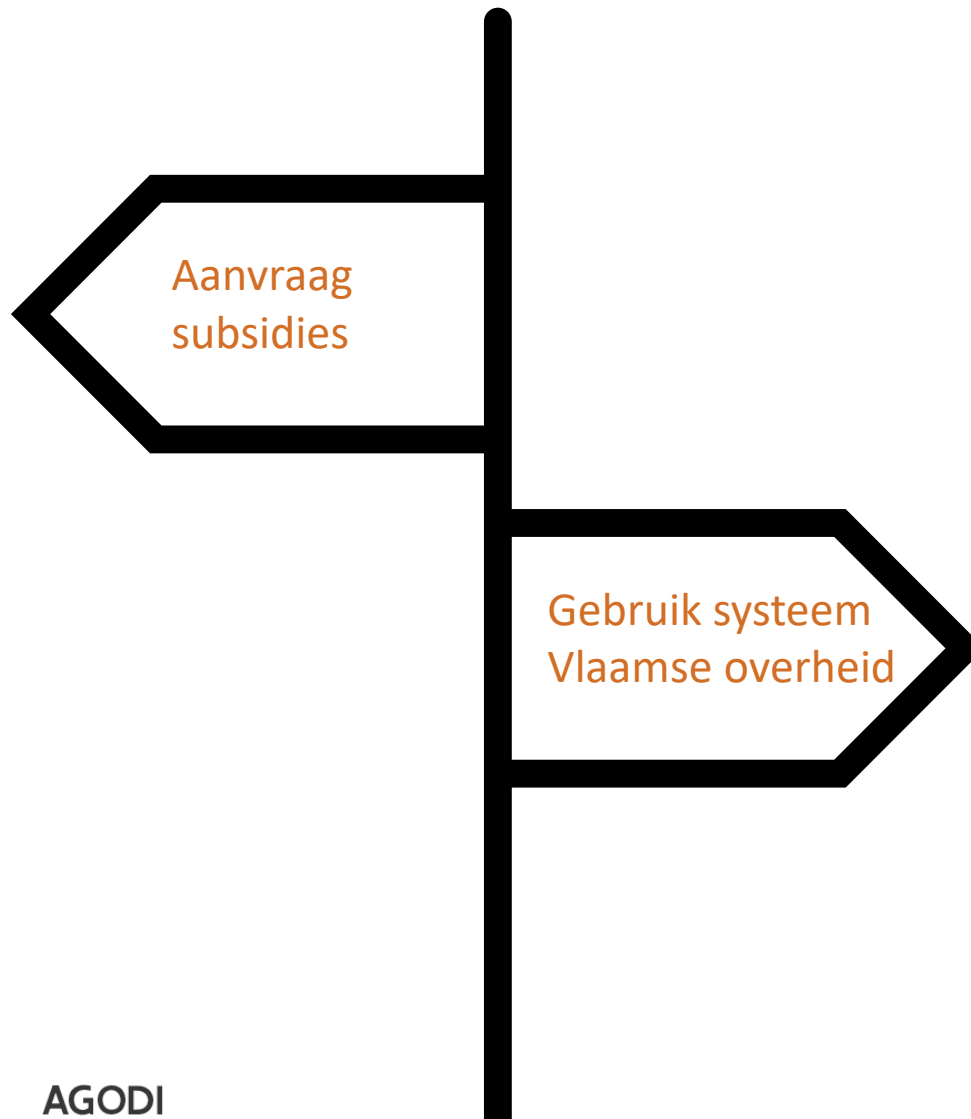 Aanvraag
subsidies
Gebruik systeem
Vlaamse overheid
AGODI